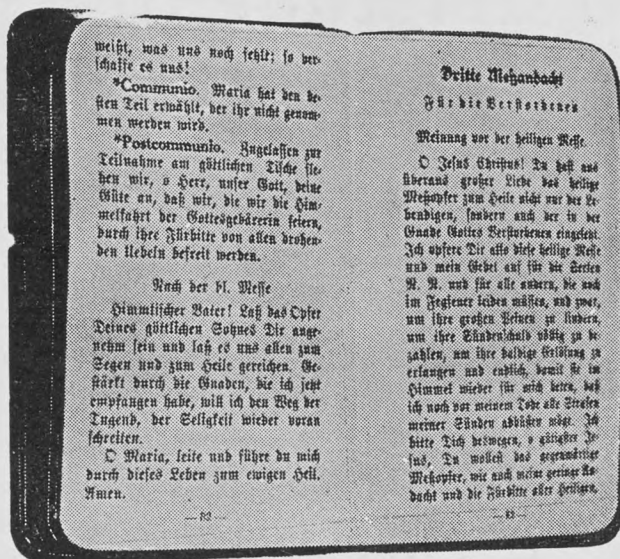 weißt, was uns noch fehlt: so ver-
schaffe es uns!
*Communio. Maria hat den be-
sten Teil erwählt, der ihr nicht genom-
men werden wird.
*Postcommunio. Zugelassen zur
Teilnahme am göttlichen Tische fle-
hen wir, o Herr, unser Gott, deine
Güte an, daß wir, die wir die Him-
melfahrt der Gottesgebärerin feiern,
durch ihre Fürbitte von allen drohen-
den Uebeln befreit werden.
Nach der hl. Messe
Himmlischer Vater! Laß das Opfer
Deines göttlichen Sohnes Dir ange-
nehm sein und laß es uns allen zum
Segen und zum Heile gereichen. Ge-
stärkt durch die Gnaden, die ich jetzt
empfangen habe, will ich den Weg der
Tugend, der Seligkeit wieder voran
schreiten.
O Maria, leite und führe du mich
durch dieses Leben zum ewigen Heil.
Amen.
— 82 —
Dritte Meßandacht
Für die Verstorbenen
Meinung vor der heiligen Messe.
O Jesus Christus! Du hast aus
überaus großer Liebe das heilige
Meßopfer zum Heile nicht nur der Le-
bendigen, sondern auch der in der
Gnade Gottes Verstorbenen eingesetzt.
Ich opfere Dir also diese heilige Messe
und mein Gebet auf für die Seelen
N. N. und für alle andern, die noch
im Fegfeuer leiden müssen, und zwar,
um ihre großen Peinen zu lindern,
um ihre Sündenschuld völlig zu be-
zahlen, um ihre baldige Erlösung zu
erlangen und endlich, damit sie im
Himmel wieder für mich beten, daß
ich noch vor meinem Tode alle Strafen
meiner Sünden abbüßen möge. Ich
bitte Dich deswegen, o gütigster Je-
sus, Du wollest das gegenwärtige
Meßopfer, wie auch meine geringe An-
dacht und die Fürbitte aller Heiligen,
— 83 —